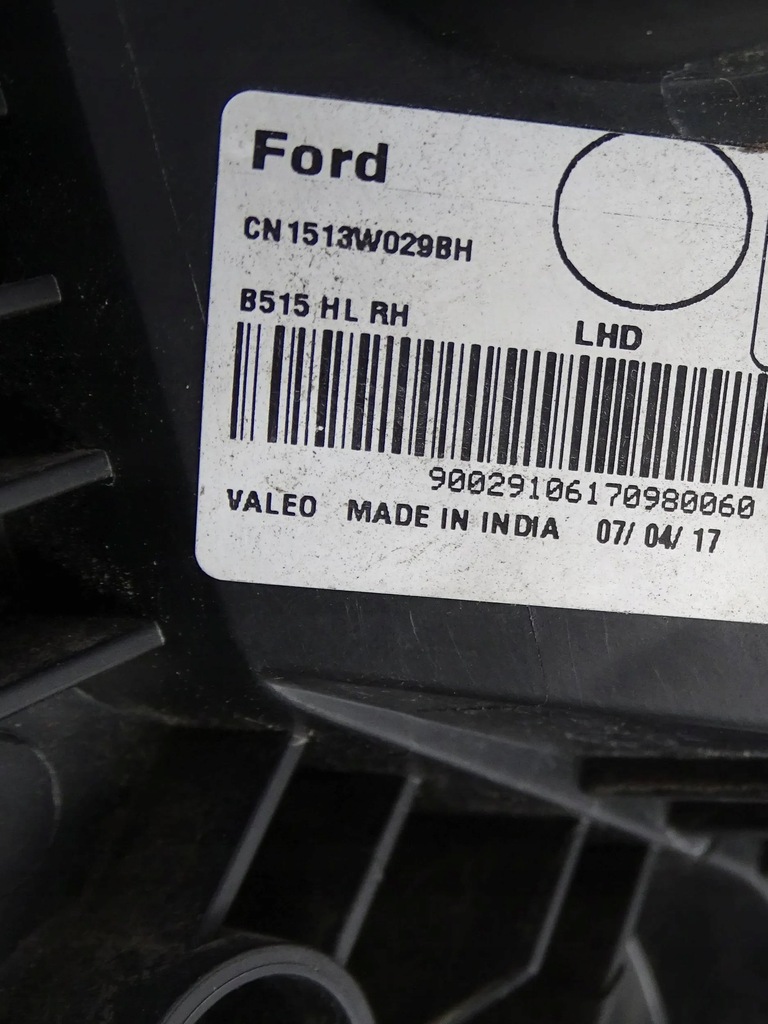 Ford
CN1513W029BH
B515 HL RH
LHD
90029106170980060
VALEO MADE IN INDIA 07/ 04/ 17